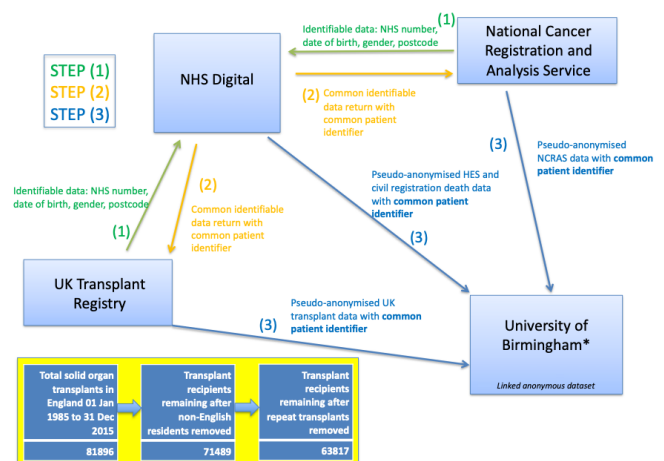 Identifiable data: NHS number,
date of birth, gender, postcode
(1)
National Cancer
Registration and
Analysis Service
STEP (1)
STEP (2)
STEP (3)
NHS Digital
(2)
Common identifiable
data return with
common patient
identifier
(3)
Pseudo-anonymised
NCRAS data with common
patient identifier
Identifiable data: NHS number,
date of birth, gender, postcode
(1)
(2)
Common identifiable
data return with
common patient
identifier
Pseudo-anonymised HES and
civil registration death data
with common patient
identifier
(3)
UK Transplant
Registry
Pseudo-anonymised UK
transplant data with common
patient identifier
(3)
University of
Birmingham*
Linked anonymous dataset
Total solid organ
transplants in
England 01 Jan
1985 to 31 Dec
2015
81896
Transplant
recipients
remaining after
non-English
residents removed
71489
Transplant
recipients
remaining after
repeat transplants
removed
63817